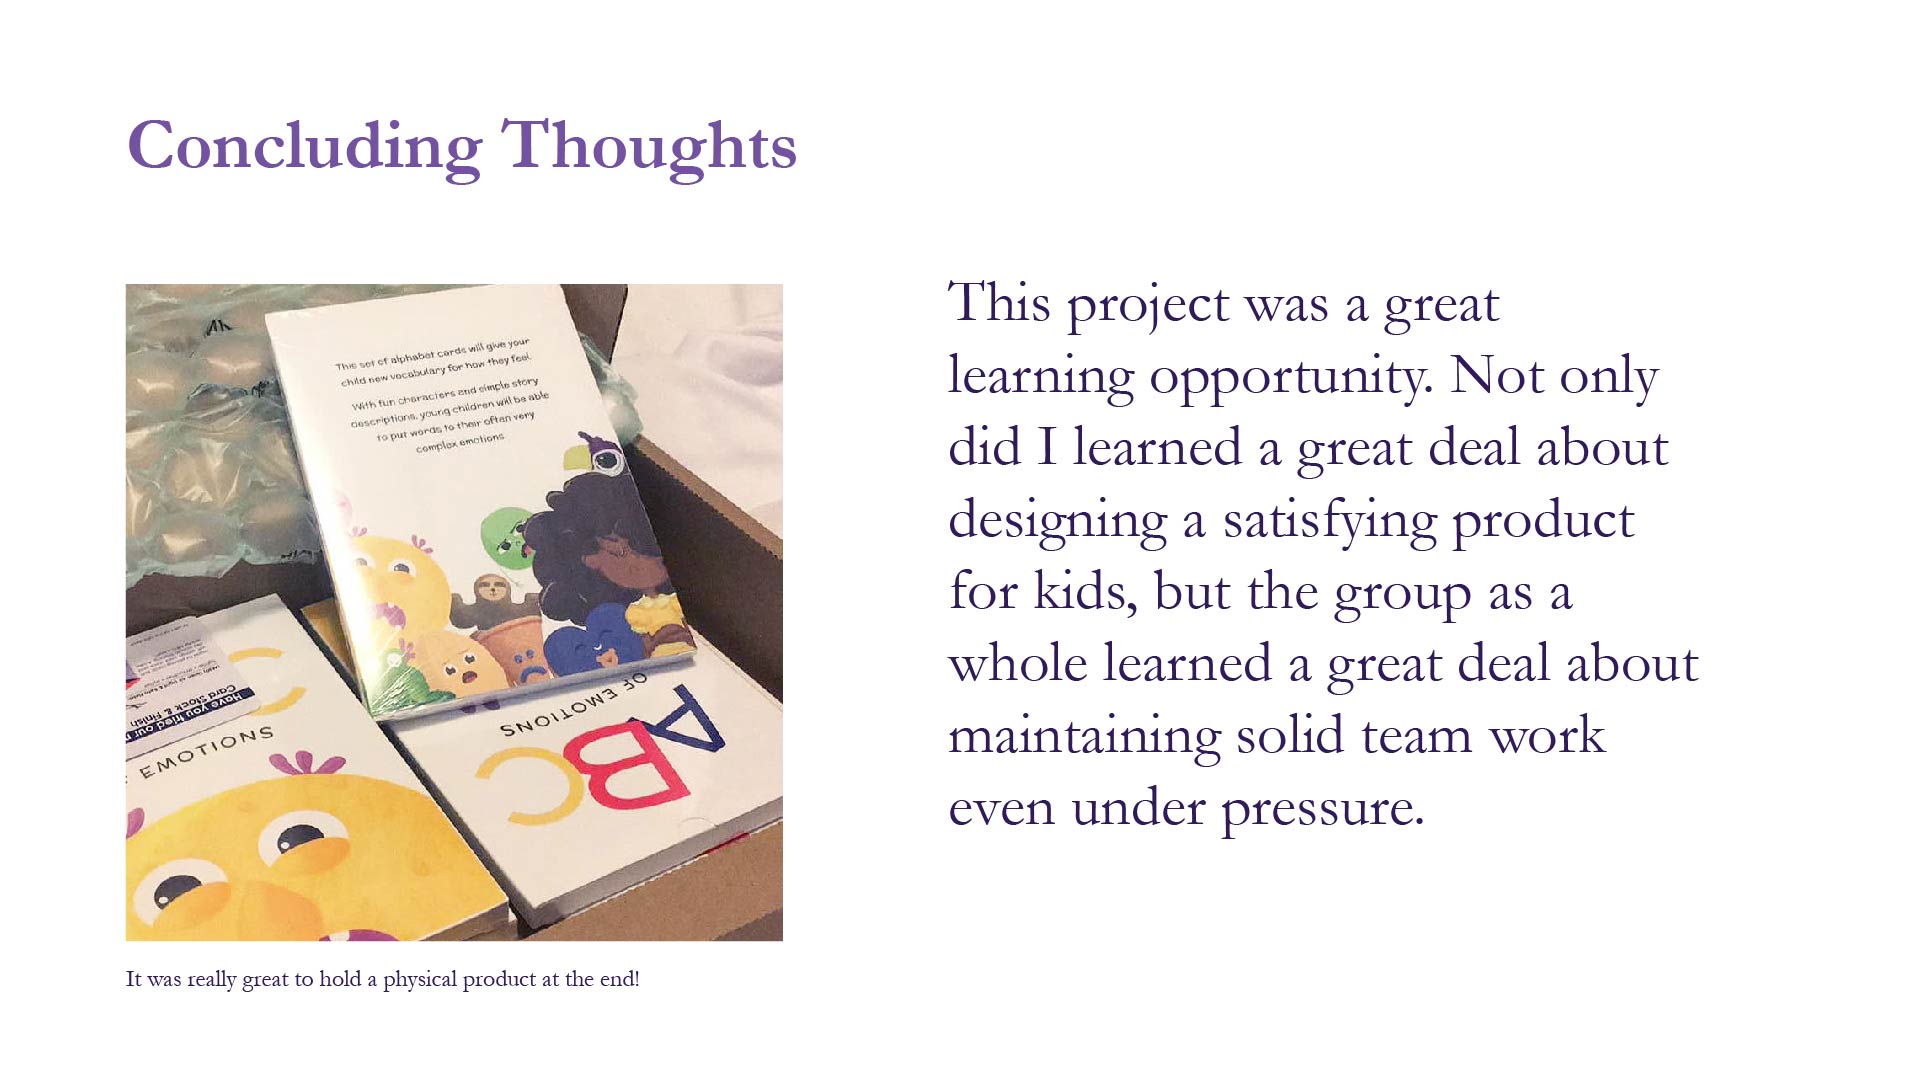 Concluding Thoughts
This set of alphabet cards will give your
child new vocabulary for how they feel.
With fun characters and simple story
descriptions, young children will be able
to put words to their often very
complex emotions
OF EMOTIONS
ABC
C
EMOTIONS
Have you tried our
Card Stock & Finish
It was really great to hold a physical product at the end!
This project was a great
learning opportunity. Not only
did I learned a great deal about
designing a satisfying product
for kids, but the group as a
whole learned a great deal about
maintaining solid team work
even under pressure.